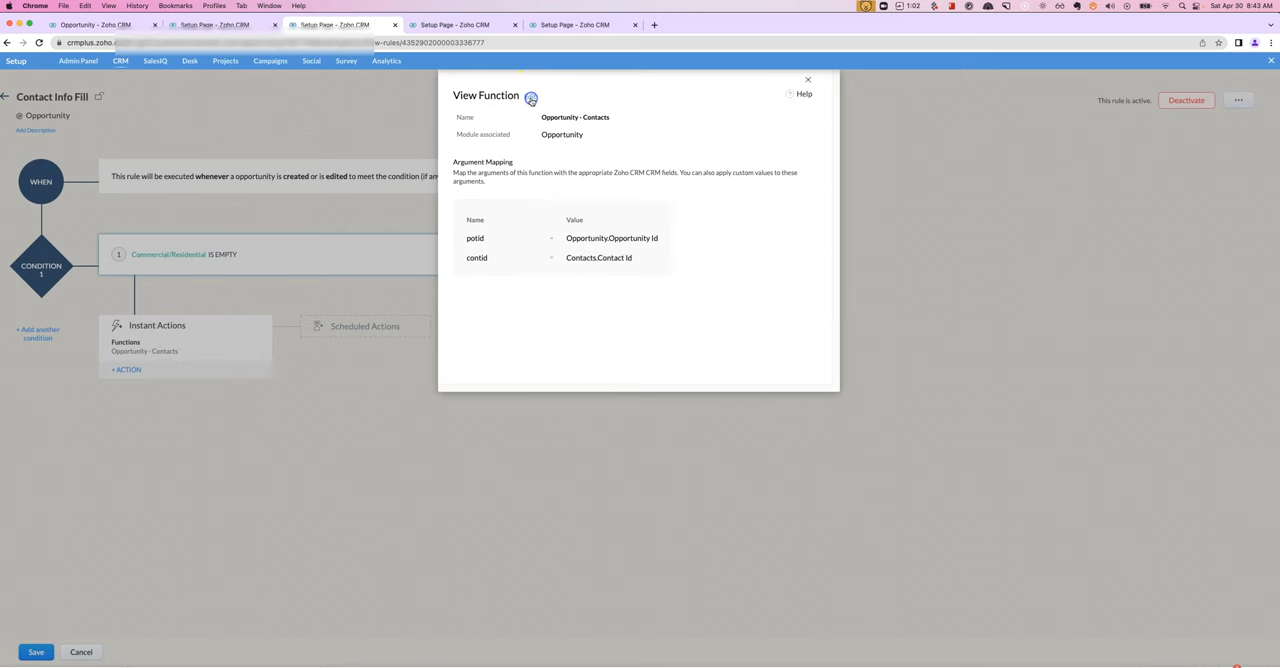 Chrome File Edit View History Bookmarks Profiles Tab Window Help 1:02 Sat Apr 30 8:43 AM
Opportunity - Zoho CRM Setup Page - Zoho CRM Setup Page - Zoho CRM Setup Page - Zoho CRM Setup Page - Zoho CRM
crmplus.zoho. w-rules/4352902000003336777
Setup Admin Panel CRM SalesIQ Desk Projects Campaigns Social Survey Analytics
Contact Info Fill
@ Opportunity
Add Description
This rule is active. Deactivate
WHEN
This rule will be executed whenever a opportunity is created or is edited to meet the condition (if any
CONDITION
1
1 Commercial/Residential IS EMPTY
+ Add another
condition
Instant Actions
Functions
Opportunity - Contacts
+ ACTION
Scheduled Actions
View Function
Help
Name Opportunity - Contacts
Module associated Opportunity
Argument Mapping
Map the arguments of this function with the appropriate Zoho CRM CRM fields. You can also apply custom values to these
arguments.
Name Value
potid = Opportunity.Opportunity Id
contid = Contacts.Contact Id
Save Cancel